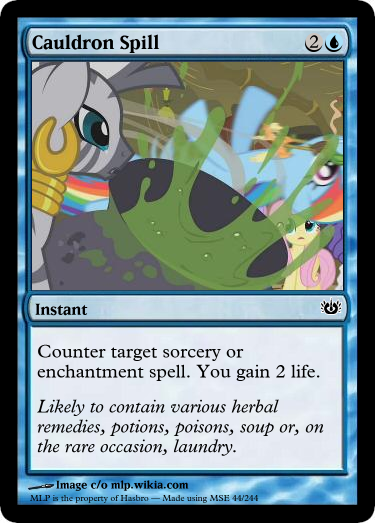 Cauldron Spill 2
Instant
Counter target sorcery or
enchantment spell. You gain 2 life.
Likely to contain various herbal
remedies, potions, poisons, soup or, on
the rare occasion, laundry.
Image c/o mlp.wikia.com
MLP is the property of Hasbro — Made using MSE 44/244